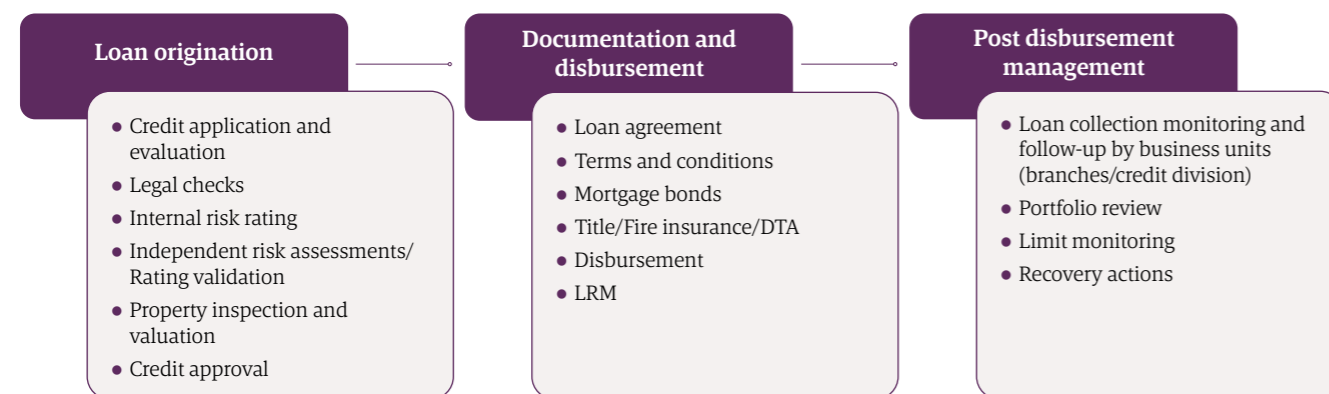 Loan origination
● Credit application and
evaluation
● Legal checks
● Internal risk rating
● Independent risk assessments/
Rating validation
● Property inspection and
valuation
● Credit approval
Documentation and
disbursement
● Loan agreement
● Terms and conditions
● Mortgage bonds
● Title/Fire insurance/DTA
● Disbursement
● LRM
Post disbursement
management
● Loan collection monitoring and
follow-up by business units
(branches/credit division)
● Portfolio review
● Limit monitoring
● Recovery actions